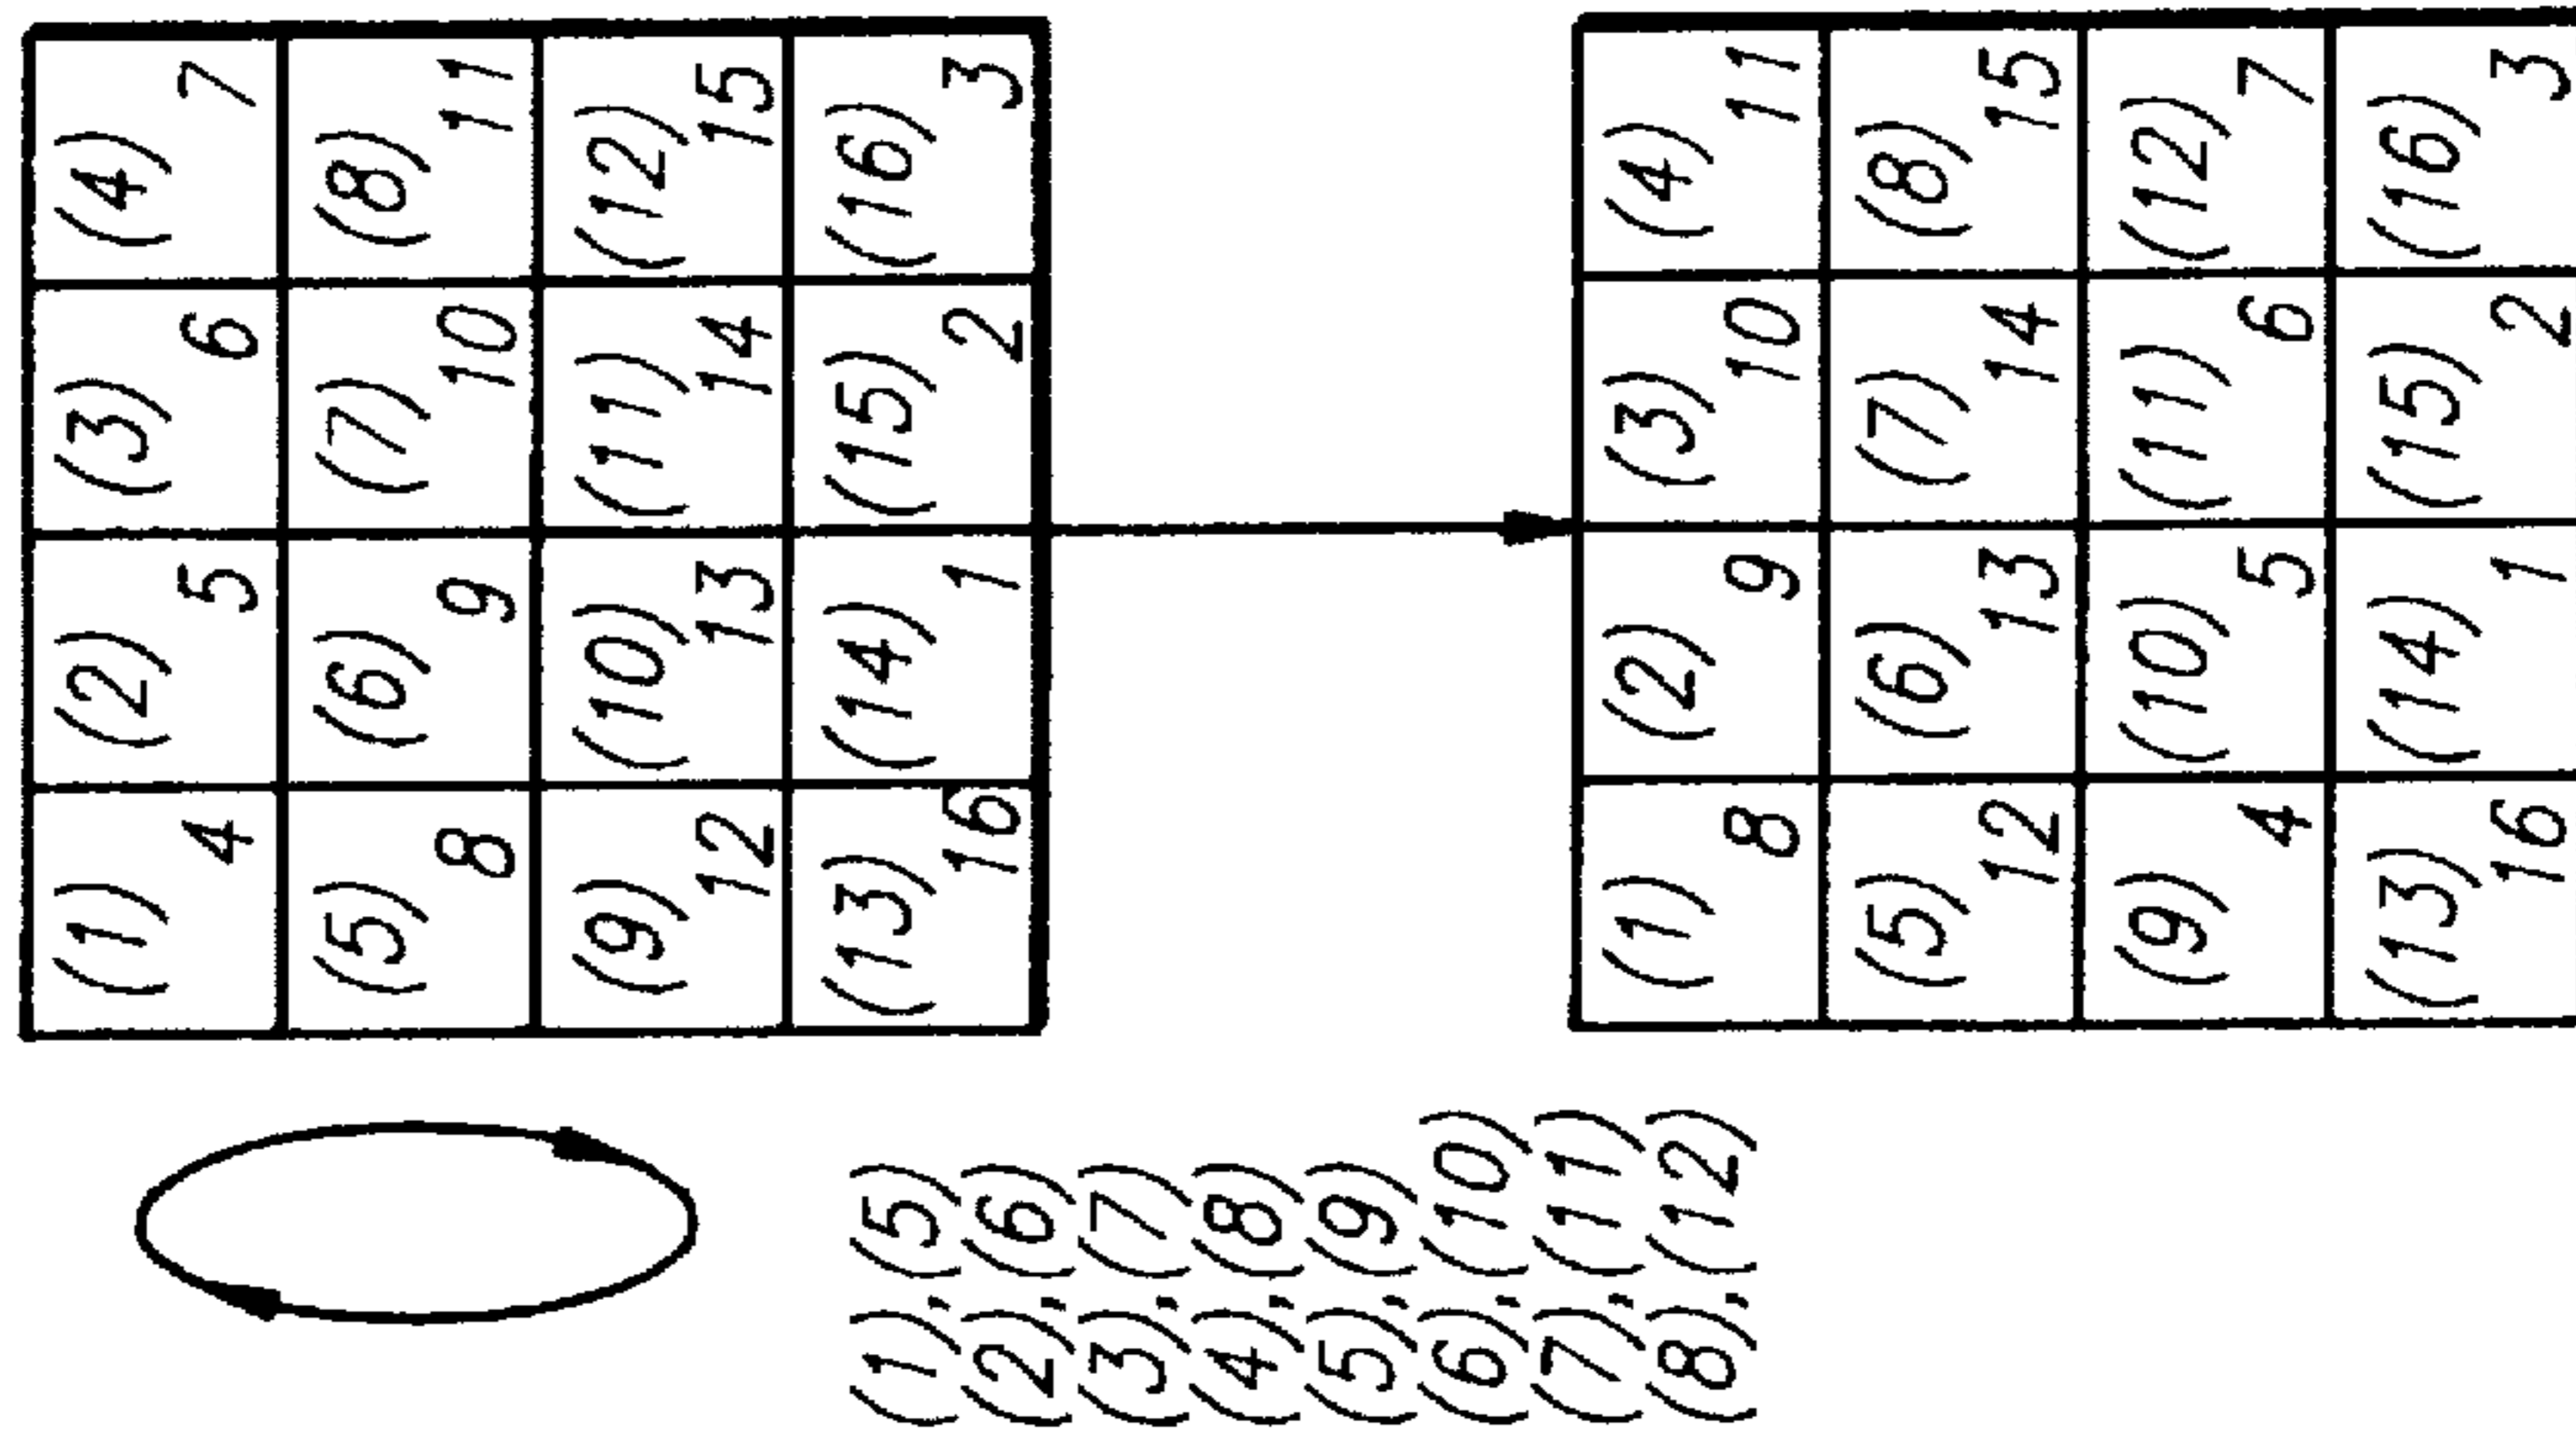 (1) (2) (3) (4)
4 5 6 7
(5) (6) (7) (8)
8 9 10 11
(9) (10) (11) (12)
12 13 14 15
(13) (14) (15) (16)
16 1 2 3
(1),(5)
(2),(6)
(3),(7)
(4),(8)
(5),(9)
(6),(10)
(7),(11)
(8),(12)
(1) (2) (3) (4)
8 9 10 11
(5) (6) (7) (8)
12 13 14 15
(9) (10) (11) (12)
4 5 6 7
(13) (14) (15) (16)
16 1 2 3